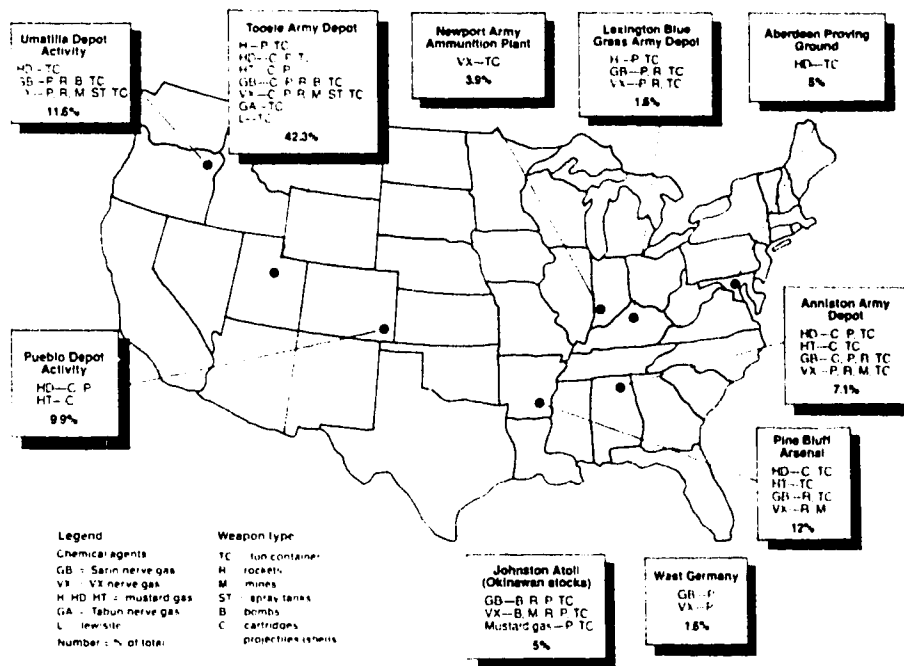 Umatilla Depot
Activity
HD--TC
GB--P, R, B, TC
P, R, M, ST, TC
11.6%
Tooele Army Depot
H--P, TC
HD--C, P,
HT--C, P
GB--C, P, R, B, TC
VX--C, P, R, M, ST, TC
GA--TC
L--TC
42.3%
Newport Army
Ammunition Plant
VX--TC
3.9%
Lexington Blue
Grass Army Depot
H--P, TC
GB--P, R, TC
VX--P, R, TC
1.6%
Aberdeen Proving
Ground
HD--TC
5%
Pueblo Depot
Activity
HD--C, P
HT--C
9.9%
Anniston Army
Depot
HD--C, P, TC
HT--C, TC
GB--C, P, R, TC
VX--P, R, M, TC
7.1%
Pine Bluff
Arsenal
HD--C, TC
HT--TC
GB--R, TC
VX--R, M
12%
Legend
Chemical agents
GB = Sarin nerve gas
VX = VX nerve gas
H HD HT = mustard gas
GA = Tabun nerve gas
L = lewisite
Number = % of total
Weapon type
TC ton container
R rockets
M mines
ST spray tanks
B bombs
C cartridges
projectiles (shells)
Johnston Atoll
(Okinawan stocks)
GB--B, R, P, TC
VX--B, M, R, P, TC
Mustard gas--P, TC
5%
West Germany
GB--P
VX--P
1.6%